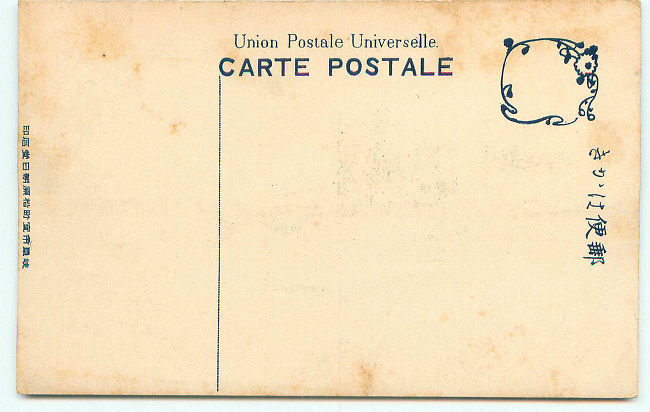 Union Postale Universelle.
CARTE POSTALE
郵便はかき